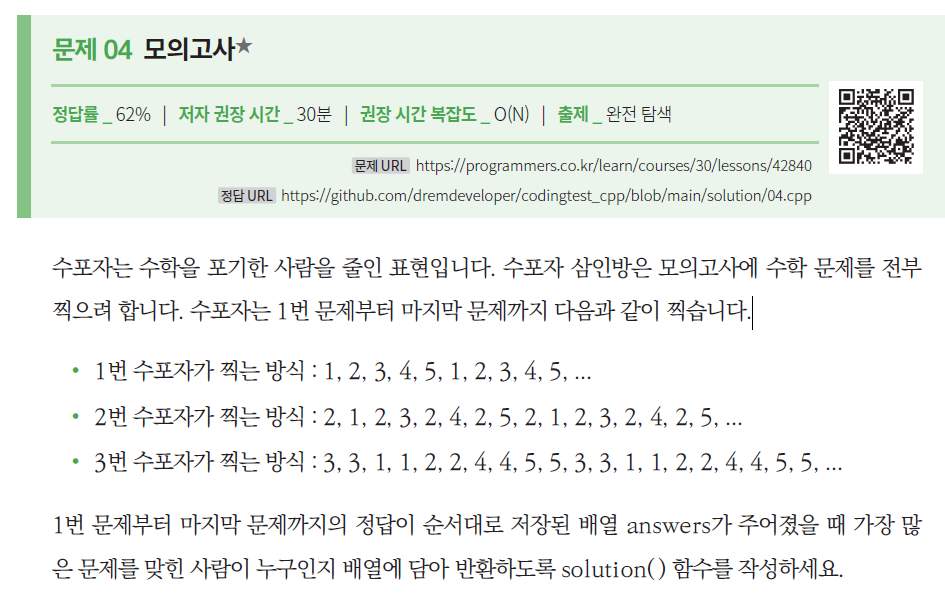 문제 04 모의고사★
정답률 _ 62% | 저자 권장 시간 _ 30분 | 권장 시간 복잡도 _ O(N) | 출제 _ 완전 탐색
문제 URL https://programmers.co.kr/learn/courses/30/lessons/42840
정답 URL https://github.com/dremdeveloper/codingtest_cpp/blob/main/solution/04.cpp
수포자는 수학을 포기한 사람을 줄인 표현입니다. 수포자 삼인방은 모의고사에 수학 문제를 전부
찍으려 합니다. 수포자는 1번 문제부터 마지막 문제까지 다음과 같이 찍습니다.
• 1번 수포자가 찍는 방식 : 1, 2, 3, 4, 5, 1, 2, 3, 4, 5, ...
• 2번 수포자가 찍는 방식 : 2, 1, 2, 3, 2, 4, 2, 5, 2, 1, 2, 3, 2, 4, 2, 5, ...
• 3번 수포자가 찍는 방식 : 3, 3, 1, 1, 2, 2, 4, 4, 5, 5, 3, 3, 1, 1, 2, 2, 4, 4, 5, 5, ...
1번 문제부터 마지막 문제까지의 정답이 순서대로 저장된 배열 answers가 주어졌을 때 가장 많
은 문제를 맞힌 사람이 누구인지 배열에 담아 반환하도록 solution( ) 함수를 작성하세요.